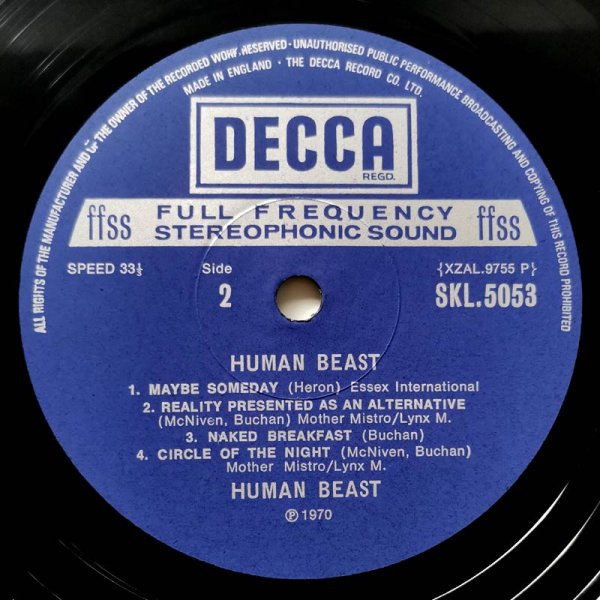 ALL RIGHTS OF THE MANUFACTURER AND OF THE OWNER OF THE RECORDED WORK RESERVED · UNAUTHORISED PUBLIC PERFORMANCE BROADCASTING AND COPYING OF THIS RECORD PROHIBITED
MADE IN ENGLAND · THE DECCA RECORD CO. LTD.
DECCA
REGD.
ffss FULL FREQUENCY STEREOPHONIC SOUND ffss
SPEED 33⅓ Side {XZAL.9755 P}
2 SKL.5053
HUMAN BEAST
1. MAYBE SOMEDAY (Heron) Essex International
2. REALITY PRESENTED AS AN ALTERNATIVE
(McNiven, Buchan) Mother Mistro/Lynx M.
3. NAKED BREAKFAST (Buchan)
4. CIRCLE OF THE NIGHT (McNiven, Buchan)
Mother Mistro/Lynx M.
HUMAN BEAST
℗ 1970